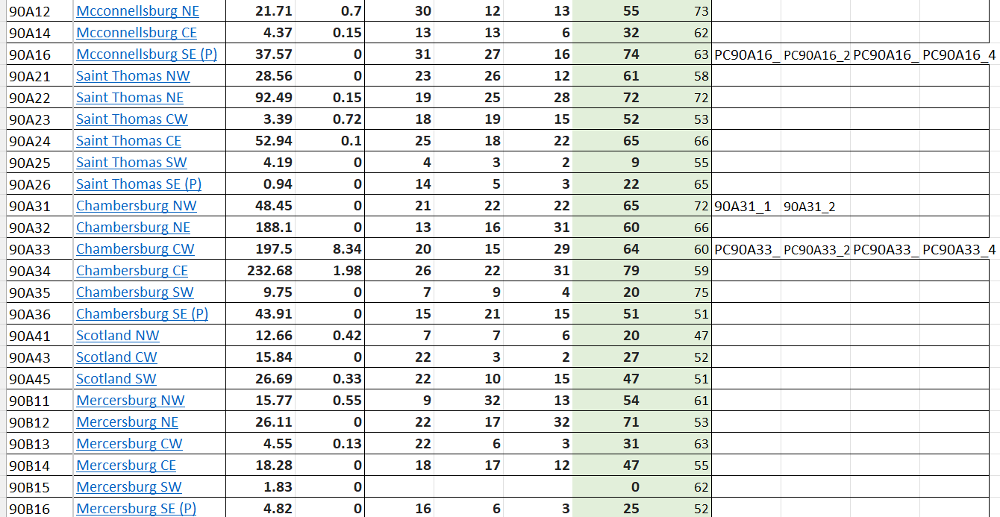 90A12 Mcconnellsburg NE 21.71 0.7 30 12 13 55 73
90A14 Mcconnellsburg CE 4.37 0.15 13 13 6 32 62
90A16 Mcconnellsburg SE (P) 37.57 0 31 27 16 74 63 PC90A16_ PC90A16_2 PC90A16_ PC90A16_4
90A21 Saint Thomas NW 28.56 0 23 26 12 61 58
90A22 Saint Thomas NE 92.49 0.15 19 25 28 72 72
90A23 Saint Thomas CW 3.39 0.72 18 19 15 52 53
90A24 Saint Thomas CE 52.94 0.1 25 18 22 65 66
90A25 Saint Thomas SW 4.19 0 4 3 2 9 55
90A26 Saint Thomas SE (P) 0.94 0 14 5 3 22 65
90A31 Chambersburg NW 48.45 0 21 22 22 65 72 90A31_1 90A31_2
90A32 Chambersburg NE 188.1 0 13 16 31 60 66
90A33 Chambersburg CW 197.5 8.34 20 15 29 64 60 PC90A33_ PC90A33_2 PC90A33_ PC90A33_4
90A34 Chambersburg CE 232.68 1.98 26 22 31 79 59
90A35 Chambersburg SW 9.75 0 7 9 4 20 75
90A36 Chambersburg SE (P) 43.91 0 15 21 15 51 51
90A41 Scotland NW 12.66 0.42 7 7 6 20 47
90A43 Scotland CW 15.84 0 22 3 2 27 52
90A45 Scotland SW 26.69 0.33 22 10 15 47 51
90B11 Mercersburg NW 15.77 0.55 9 32 13 54 61
90B12 Mercersburg NE 26.11 0 22 17 32 71 53
90B13 Mercersburg CW 4.55 0.13 22 6 3 31 63
90B14 Mercersburg CE 18.28 0 18 17 12 47 55
90B15 Mercersburg SW 1.83 0 0 62
90B16 Mercersburg SE (P) 4.82 0 16 6 3 25 52